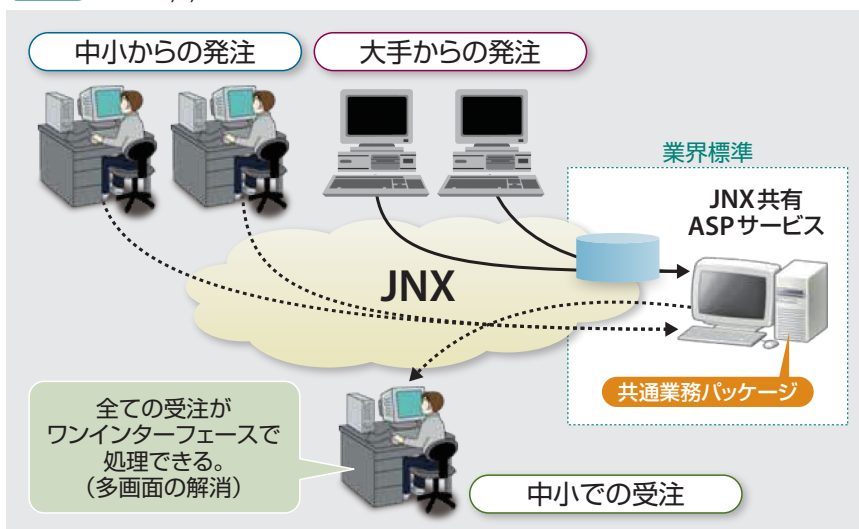 中小からの発注
大手からの発注
業界標準
JNX共有
ASPサービス
JNX
共通業務パッケージ
全ての受注が
ワンインターフェースで
処理できる。
（多画面の解消）
中小での受注